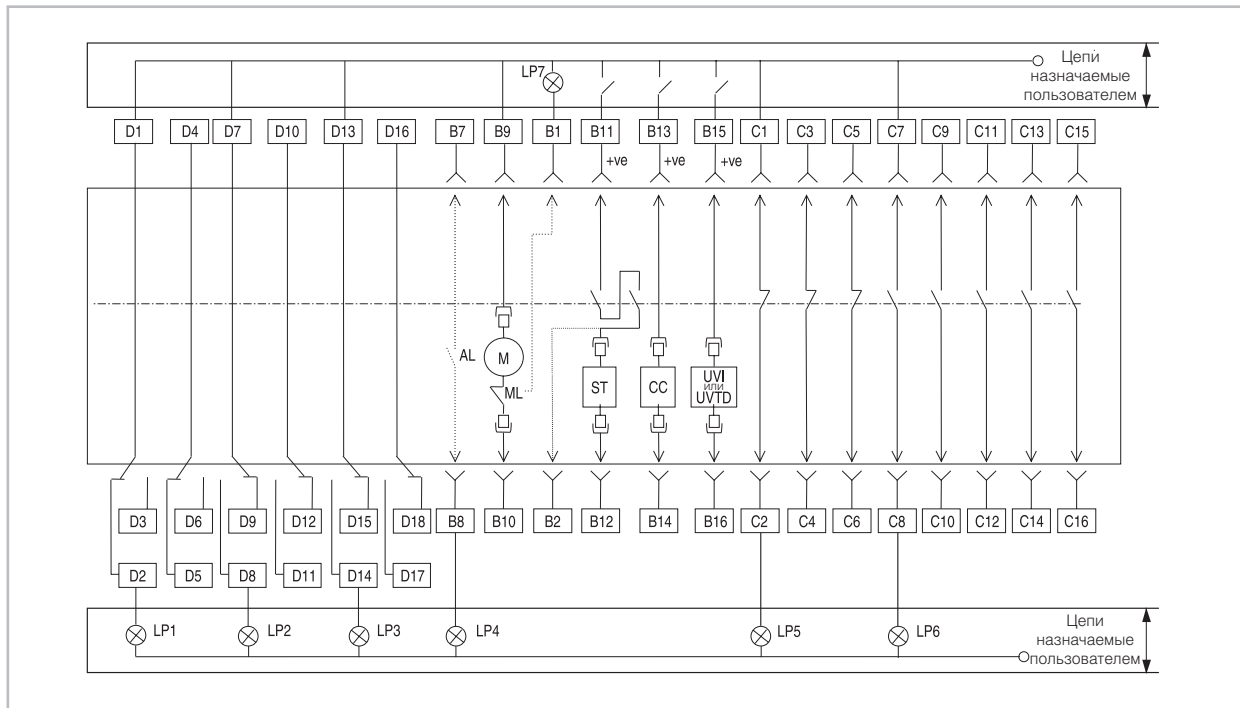 LP7
Цепи
назначаемые
пользователем
D1 D4 D7 D10 D13 D16 B7 B9 B1 B11 B13 B15 C1 C3 C5 C7 C9 C11 C13 C15
+ve +ve +ve
AL M ML ST CC UVI
или
UVTD
D3 D6 D9 D12 D15 D18 B8 B10 B2 B12 B14 B16 C2 C4 C6 C8 C10 C12 C14 C16
D2 D5 D8 D11 D14 D17
LP1 LP2 LP3 LP4 LP5 LP6
Цепи
назначаемые
пользователем